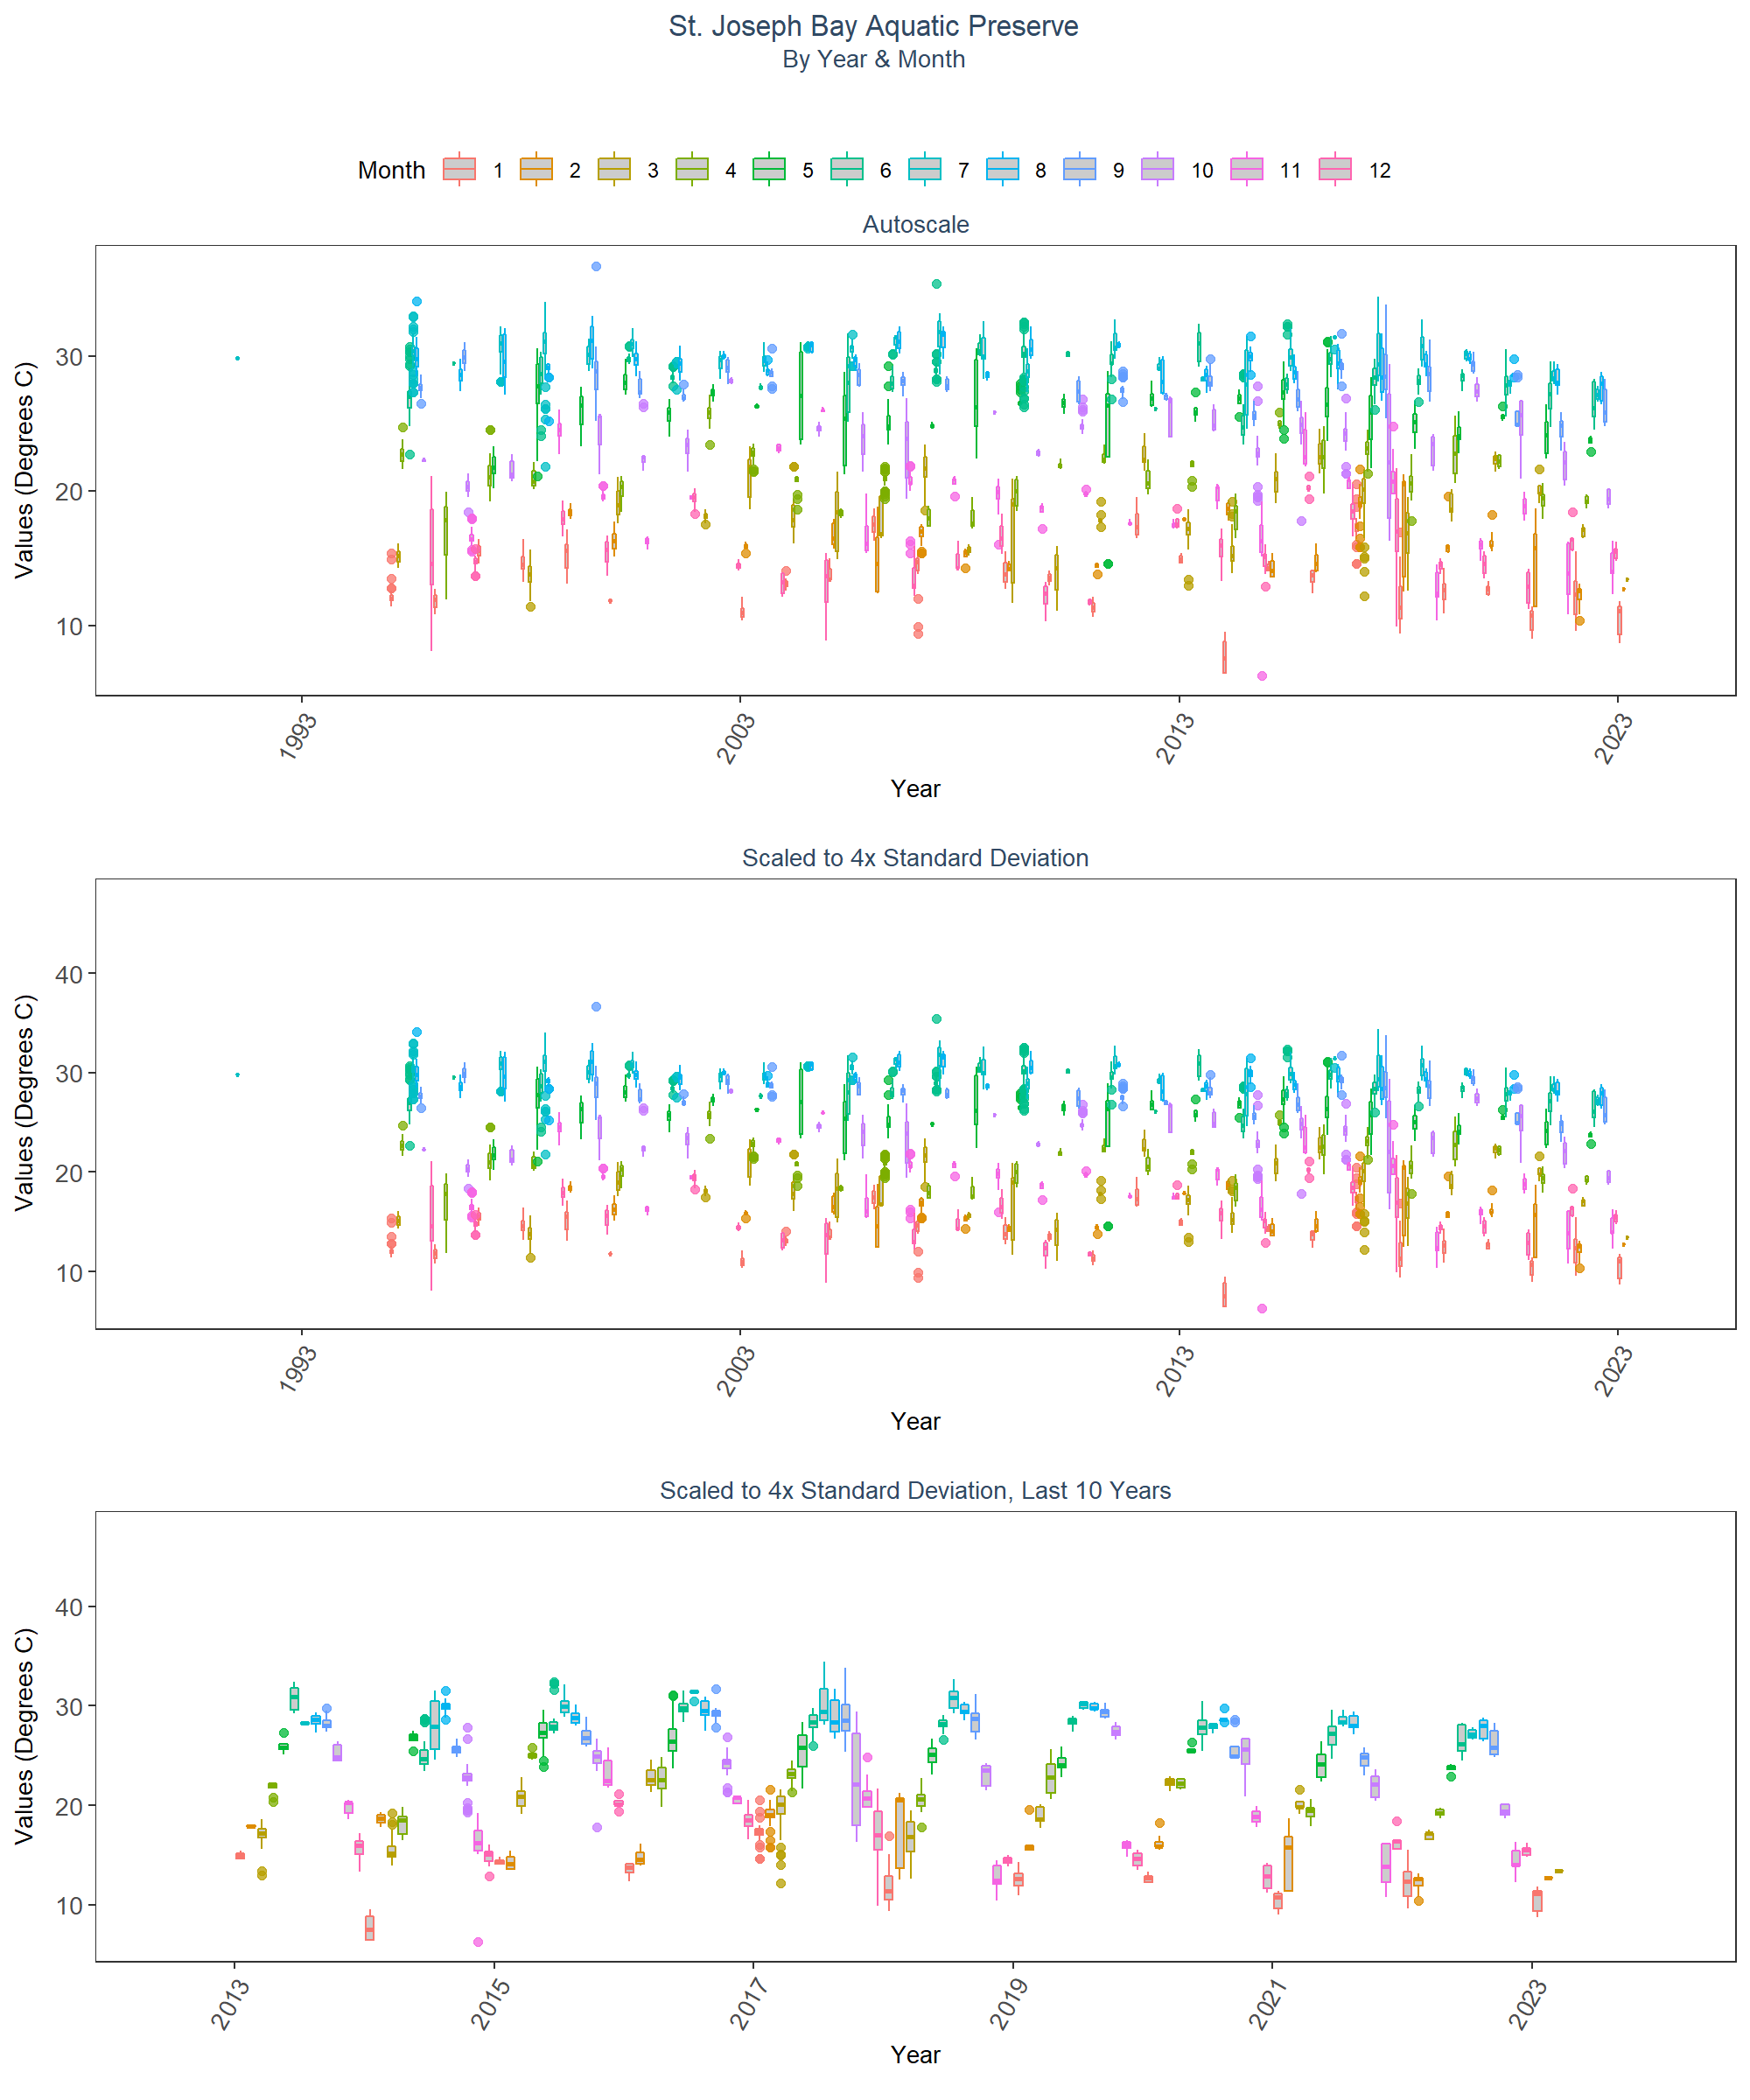 St. Joseph Bay Aquatic Preserve
By Year & Month
Month 1 2 3 4 5 6 7 8 9 10 11 12
Autoscale
Values (Degrees C)
30
20
10
1993 2003 2013 2023
Year
Scaled to 4x Standard Deviation
Values (Degrees C)
40
30
20
10
1993 2003 2013 2023
Year
Scaled to 4x Standard Deviation, Last 10 Years
Values (Degrees C)
40
30
20
10
2013 2015 2017 2019 2021 2023
Year